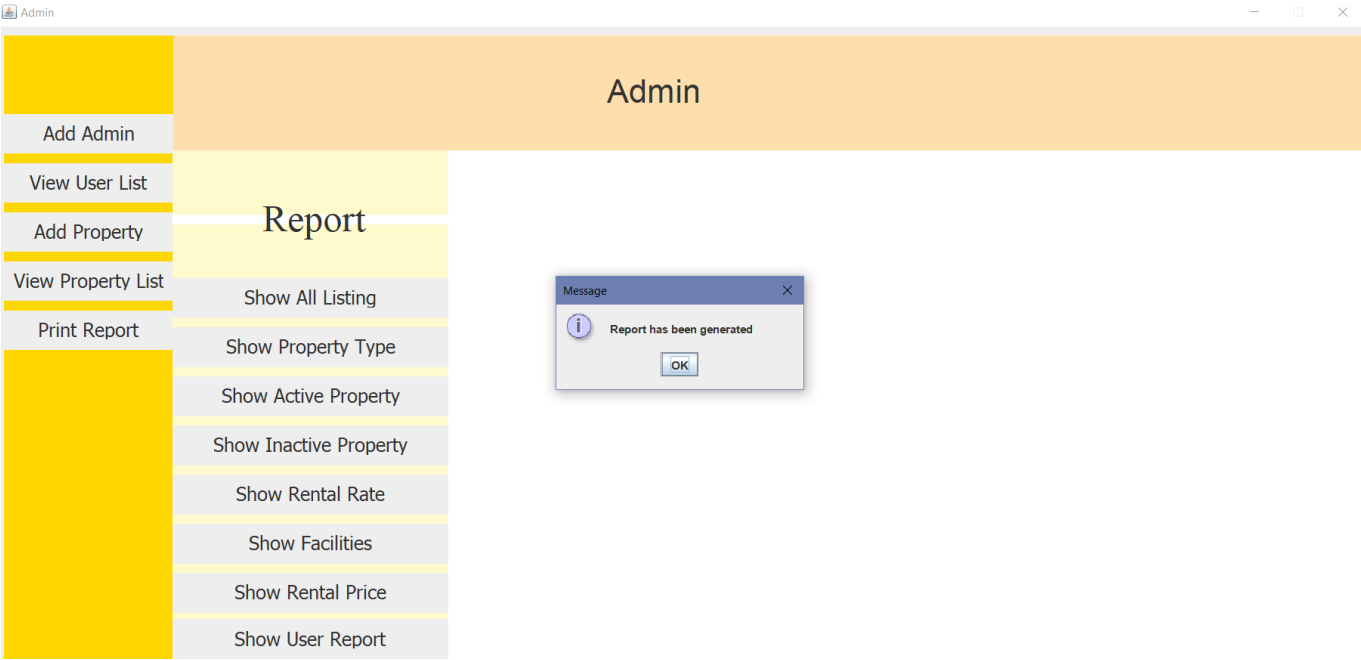 Admin
Admin
Add Admin
View User List
Add Property
View Property List
Print Report
Report
Show All Listing
Show Property Type
Show Active Property
Show Inactive Property
Show Rental Rate
Show Facilities
Show Rental Price
Show User Report
Message
i
Report has been generated
OK